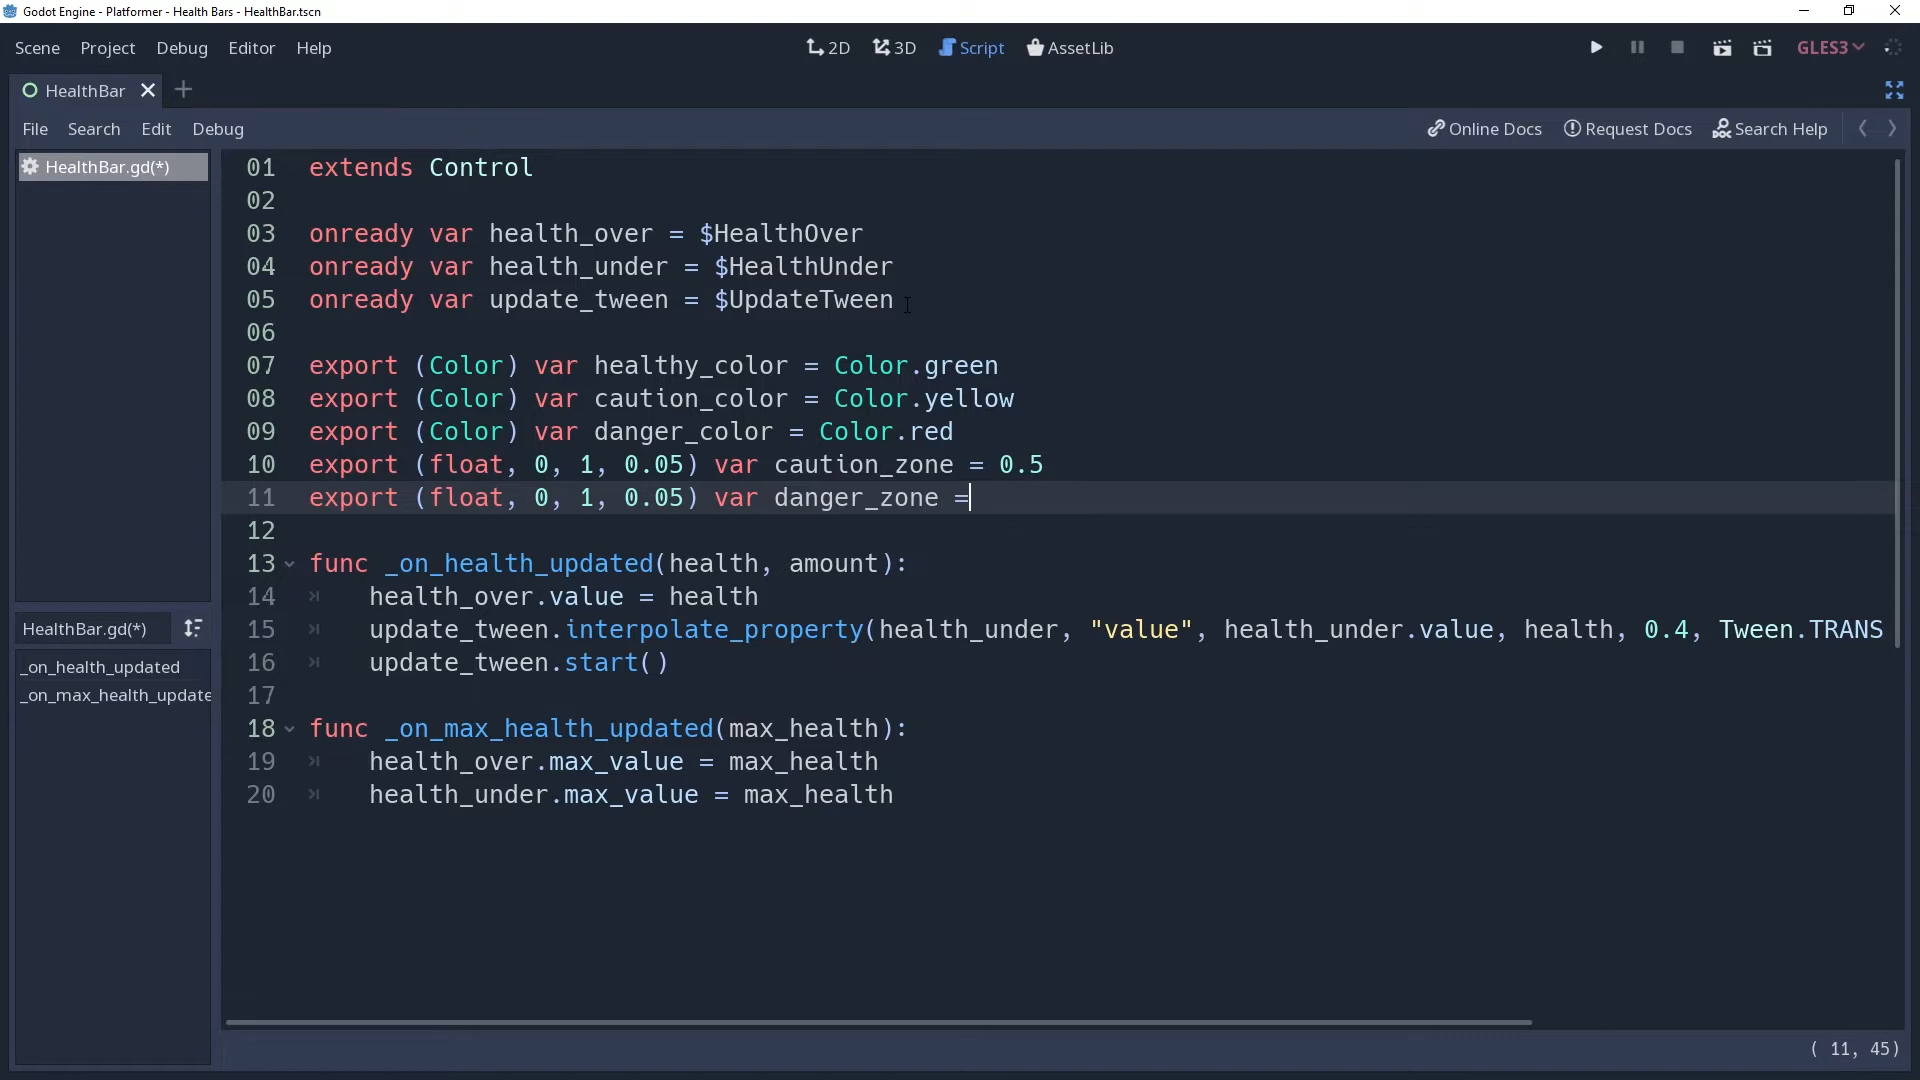 Godot Engine - Platformer - Health Bars - HealthBar.tscn
Scene Project Debug Editor Help 2D 3D Script AssetLib GLES3
HealthBar
File Search Edit Debug Online Docs Request Docs Search Help
HealthBar.gd(*)
HealthBar.gd(*)
_on_health_updated
_on_max_health_update
01 extends Control
02
03 onready var health_over = $HealthOver
04 onready var health_under = $HealthUnder
05 onready var update_tween = $UpdateTween
06
07 export (Color) var healthy_color = Color.green
08 export (Color) var caution_color = Color.yellow
09 export (Color) var danger_color = Color.red
10 export (float, 0, 1, 0.05) var caution_zone = 0.5
11 export (float, 0, 1, 0.05) var danger_zone =
12
13 func _on_health_updated(health, amount):
14 health_over.value = health
15 update_tween.interpolate_property(health_under, "value", health_under.value, health, 0.4, Tween.TRANS
16 update_tween.start()
17
18 func _on_max_health_updated(max_health):
19 health_over.max_value = max_health
20 health_under.max_value = max_health
( 11, 45)